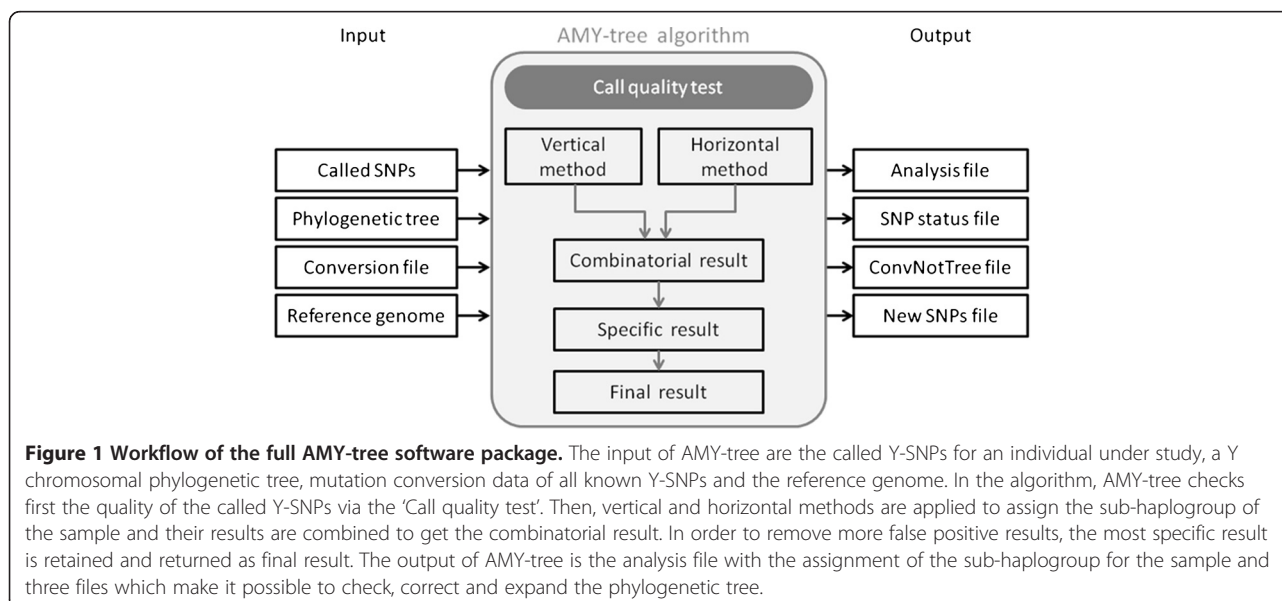 Input
AMY-tree algorithm
Output
Call quality test
Vertical
method
Horizontal
method
Called SNPs
Phylogenetic tree
Conversion file
Reference genome
Combinatorial result
Specific result
Final result
Analysis file
SNP status file
ConvNotTree file
New SNPs file
Figure 1 Workflow of the full AMY-tree software package. The input of AMY-tree are the called Y-SNPs for an individual under study, a Y
chromosomal phylogenetic tree, mutation conversion data of all known Y-SNPs and the reference genome. In the algorithm, AMY-tree checks
first the quality of the called Y-SNPs via the ‘Call quality test’. Then, vertical and horizontal methods are applied to assign the sub-haplogroup of
the sample and their results are combined to get the combinatorial result. In order to remove more false positive results, the most specific result
is retained and returned as final result. The output of AMY-tree is the analysis file with the assignment of the sub-haplogroup for the sample and
three files which make it possible to check, correct and expand the phylogenetic tree.